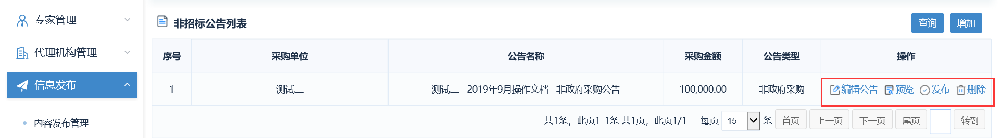 专家管理
代理机构管理
信息发布
内容发布管理
非招标公告列表
查询 增加
序号 采购单位 公告名称 采购金额 公告类型 操作
1 测试二 测试二--2019年9月操作文档--非政府采购公告 100,000.00 非政府采购 编辑公告 预览 发布 删除
共1条，此页1-1条 共1页，此页1/1 每页 15 条 首页 上一页 下一页 尾页 转到